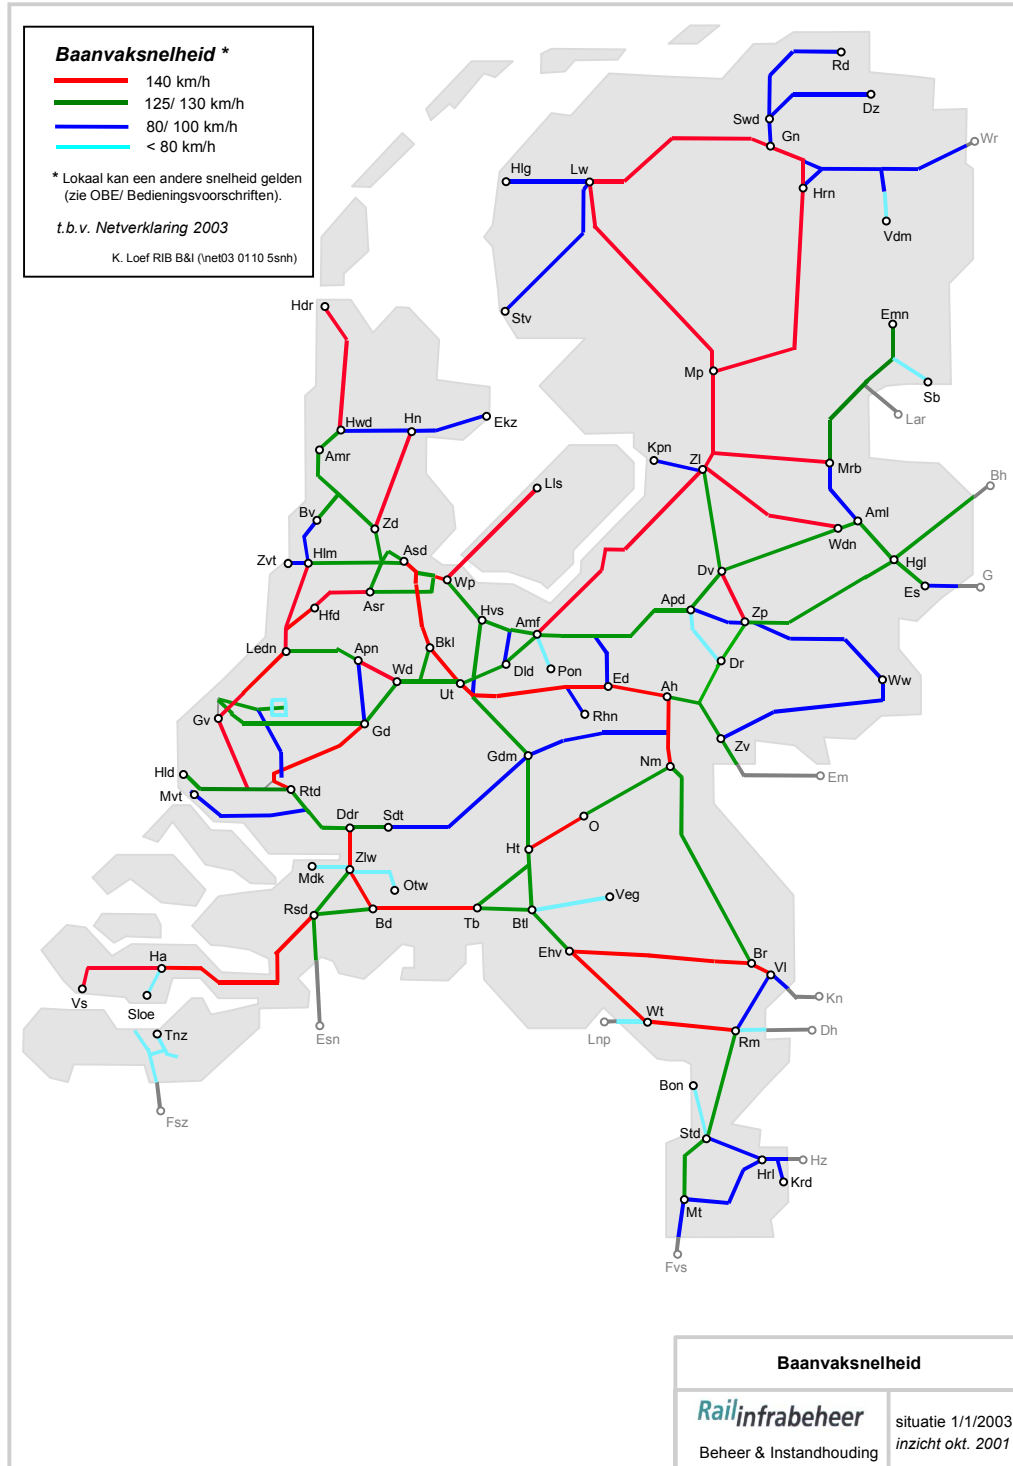 Baanvaksnelheid *
140 km/h
125/ 130 km/h
80/ 100 km/h
< 80 km/h
* Lokaal kan een andere snelheid gelden
(zie OBE/ Bedieningsvoorschriften).
t.b.v. Netverklaring 2003
K. Loef RIB B&I (\net03 0110 5snh)
Rd
Dz
Swd
Gn
Wr
Hlg
Lw
Hrn
Vdm
Stv
Hdr
Emn
Mp
Sb
Lar
Hwd
Hn
Ekz
Amr
Kpn
Zl
Mrb
Bh
Lls
Bv
Zd
Aml
Wdn
Zvt
Hlm
Asd
Wp
Dv
Hgl
Es
G
Asr
Hfd
Hvs
Amf
Apd
Zp
Ledn
Apn
Bkl
Wd
Ut
Dld
Pon
Ed
Ah
Dr
Ww
Gv
Gd
Rhn
Zv
Gdm
Nm
Em
Hld
Mvt
Rtd
Ddr
Sdt
O
Ht
Zlw
Mdk
Otw
Veg
Rsd
Bd
Tb
Btl
Ehv
Br
Vl
Ha
Vs
Sloe
Kn
Wt
Lnp
Rm
Dh
Esn
Tnz
Fsz
Bon
Std
Hrl
Hz
Krd
Mt
Fvs
Baanvaksnelheid
Railinfrabeheer
Beheer & Instandhouding
situatie 1/1/2003
inzicht okt. 2001